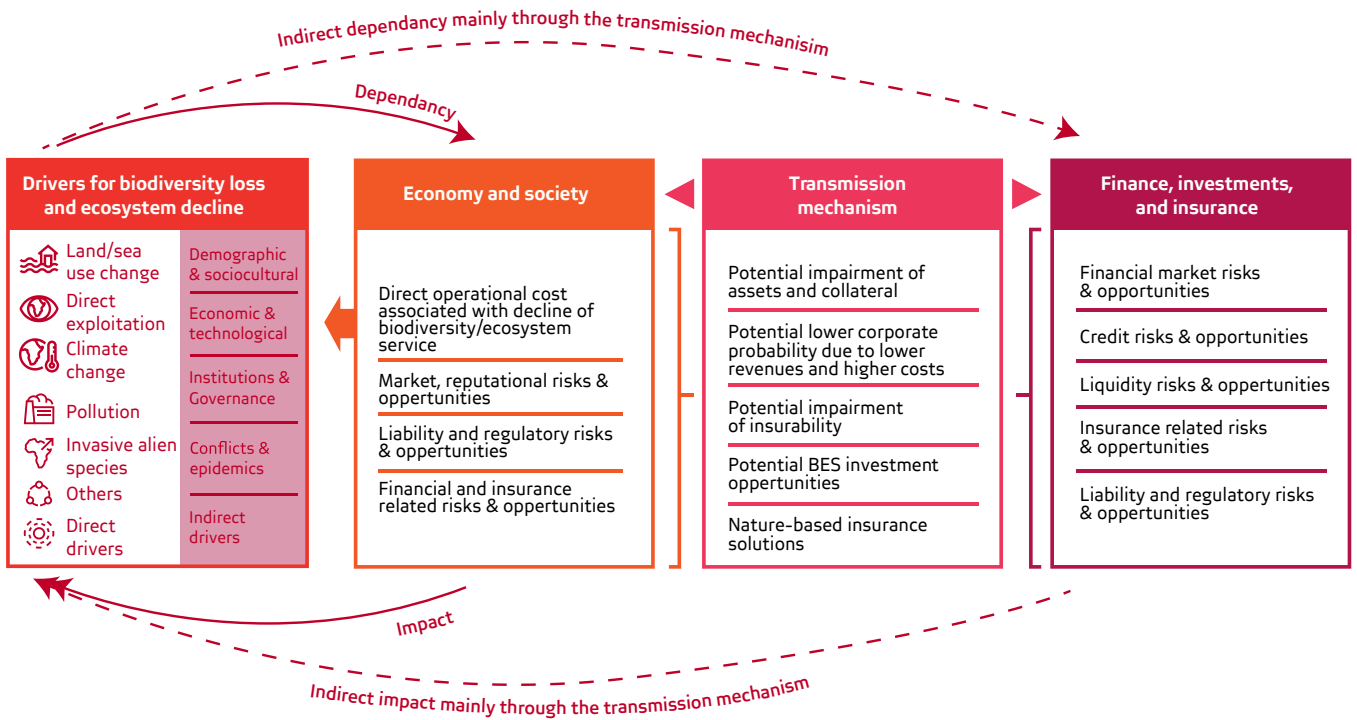 Indirect dependancy mainly through the transmission mechanisim
Dependancy
Drivers for biodiversity loss
and ecosystem decline
Land/sea
use change
Direct
exploitation
Climate
change
Pollution
Invasive alien
species
Others
Direct
drivers
Demographic
& sociocultural
Economic &
technological
Institutions &
Governance
Conflicts &
epidemics
Indirect
drivers
Economy and society
Direct operational cost
associated with decline of
biodiversity/ecosystem
service
Market, reputational risks &
oppertunities
Liability and regulatory risks
& oppertunities
Financial and insurance
related risks & oppertunities
Transmission
mechanism
Potential impairment of
assets and collateral
Potential lower corporate
probability due to lower
revenues and higher costs
Potential impairment
of insurability
Potential BES investment
oppertunities
Nature-based insurance
solutions
Finance, investments,
and insurance
Financial market risks
& opportunities
Credit risks & opportunities
Liquidity risks & oppertunities
Insurance related risks
& oppertunities
Liability and regulatory risks
& oppertunities
Impact
Indirect impact mainly through the transmission mechanism